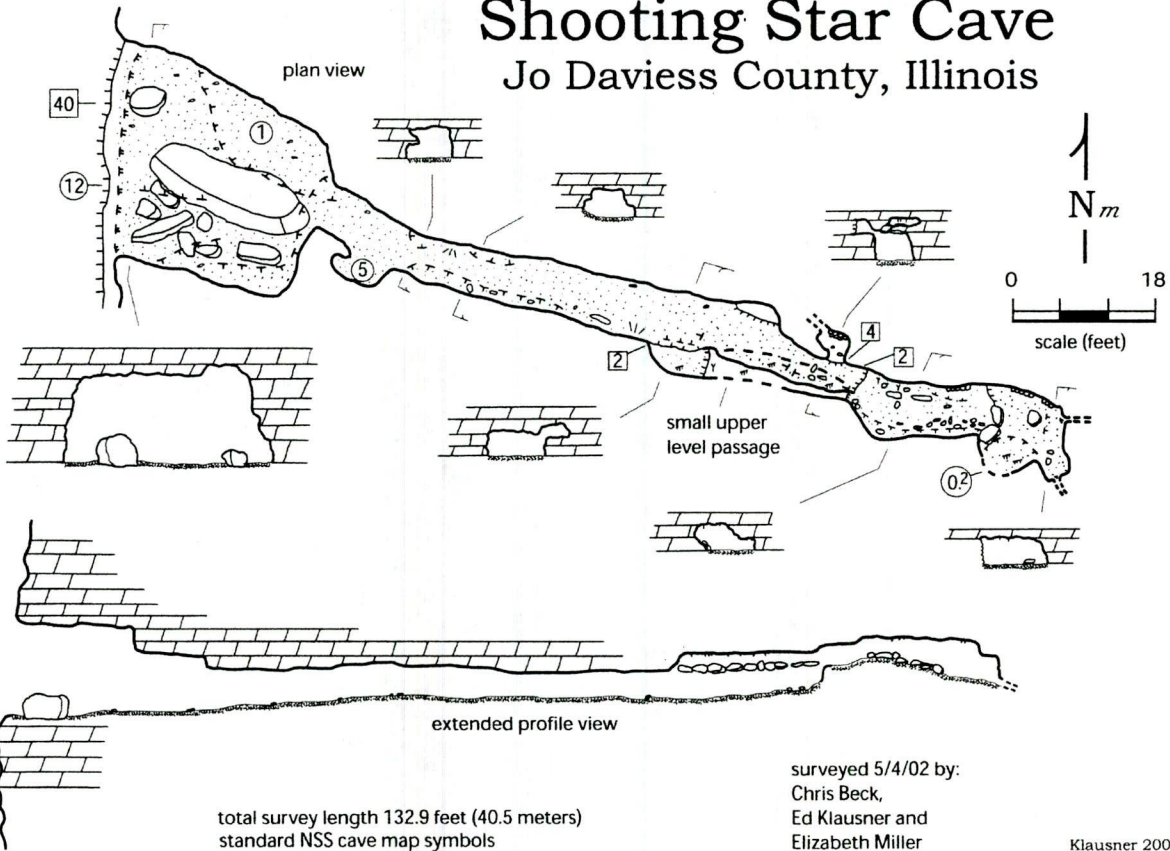 Shooting Star Cave
Jo Daviess County, Illinois
plan view
40
1
12
5
N m
0 18
scale (feet)
4
2
2
small upper
level passage
0.2
extended profile view
surveyed 5/4/02 by:
Chris Beck,
Ed Klausner and
Elizabeth Miller
total survey length 132.9 feet (40.5 meters)
standard NSS cave map symbols
Klausner 200